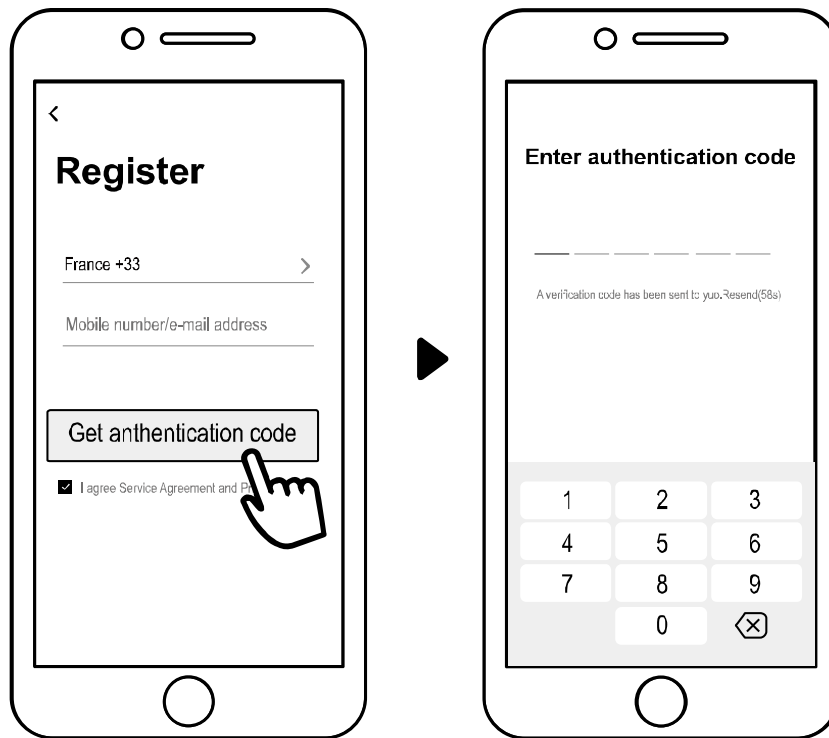 Register
France +33
Mobile number/e-mail address
Get anthentication code
I agree Service Agreement and
Enter authentication code
A verification code has been sent to yuo.Resend(58s)
1 2 3
4 5 6
7 8 9
0